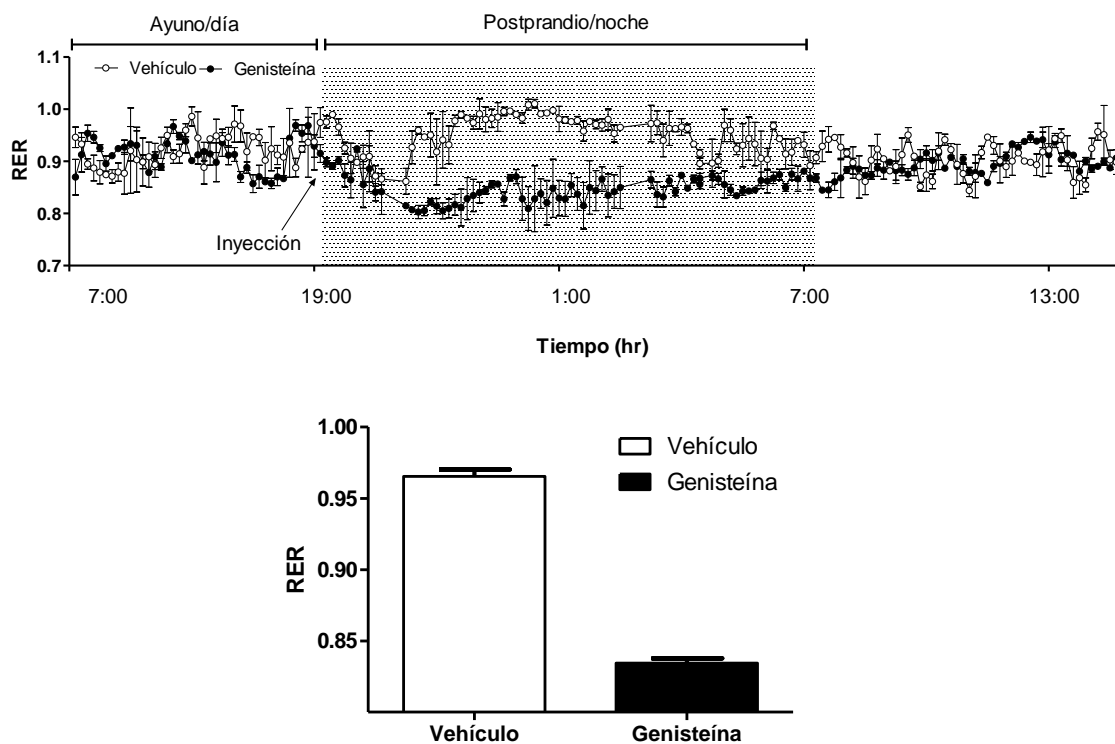 Ayuno/día Postprandio/noche
1.1
Vehículo Genisteína
1.0
0.9
0.8
0.7
RER
Inyección
7:00 19:00 1:00 7:00 13:00
Tiempo (hr)
1.00
0.95
0.90
0.85
RER
Vehículo
Genisteína
Vehículo Genisteína